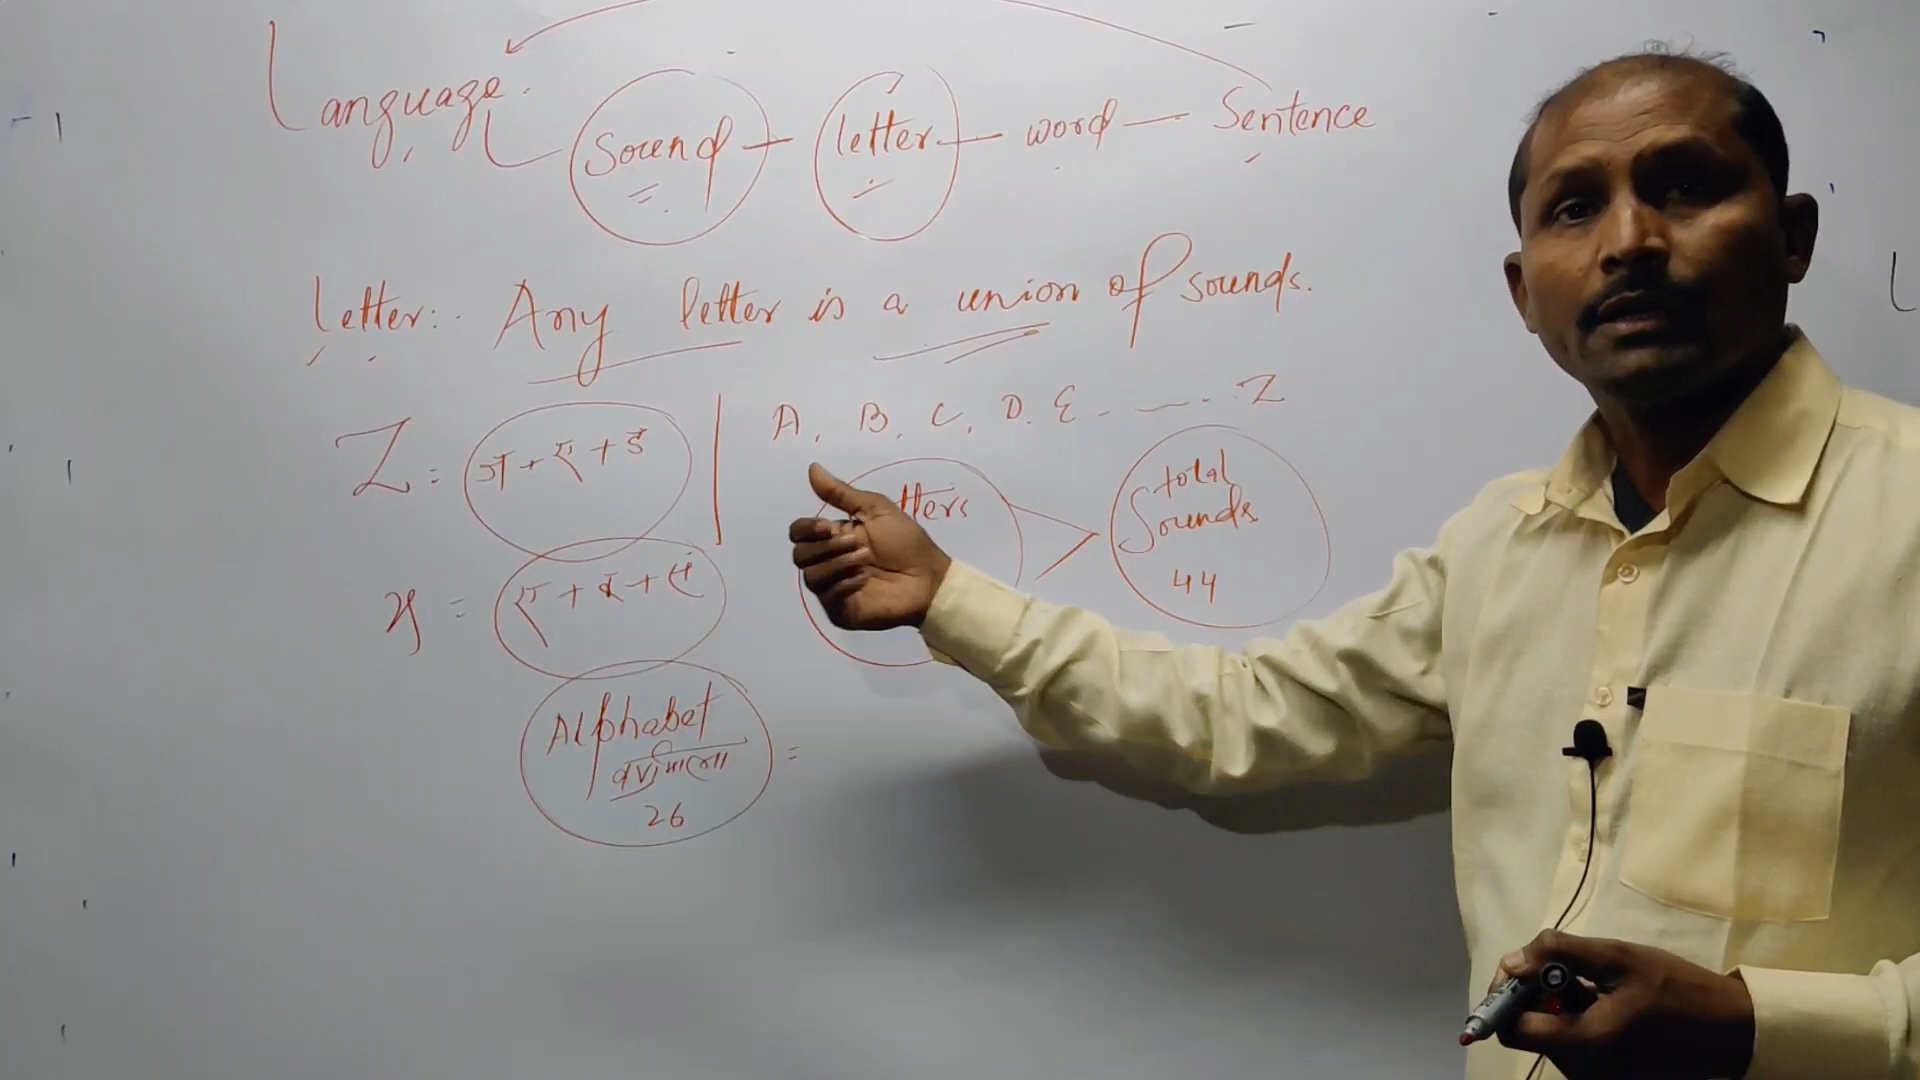 Language.
Sound - letter - word - Sentence
Letter:- Any letter is a union of sounds.
Z = ज़+ए+ड
A, B, C, D, E - - - Z
total
Sounds
44
x =
Alphabet
वर्णमाला
26 =